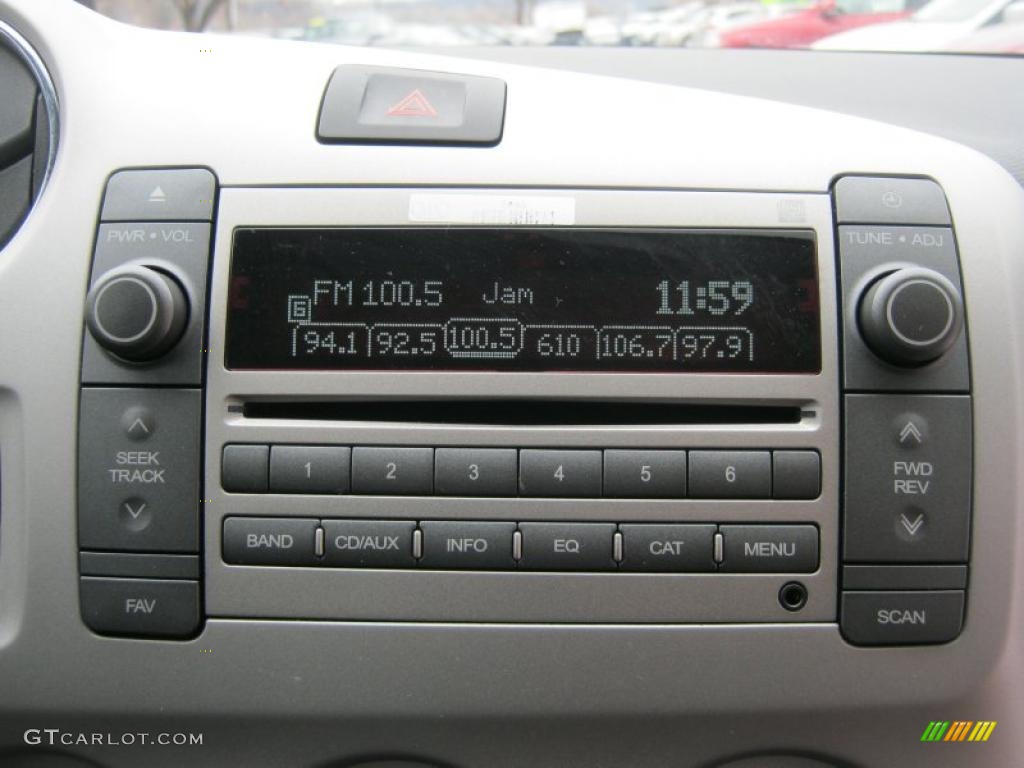 PWR • VOL
TUNE • ADJ
FM 100.5 Jam 11:59
6
94.1 92.5 100.5 610 106.7 97.9
SEEK
TRACK
FWD
REV
1 2 3 4 5 6
BAND CD/AUX INFO EQ CAT MENU
FAV
SCAN
GTCARLOT.COM